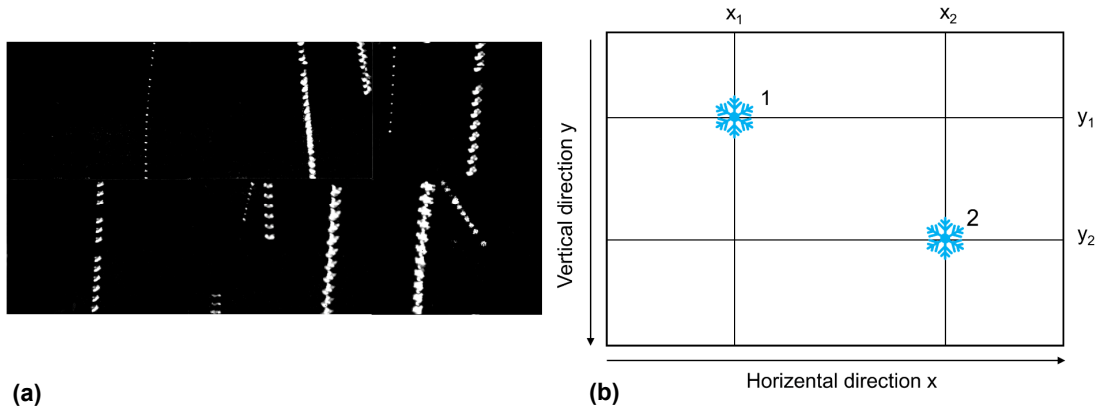 x1
x2
1
y1
Vertical direction y
2
y2
Horizental direction x
(a)
(b)